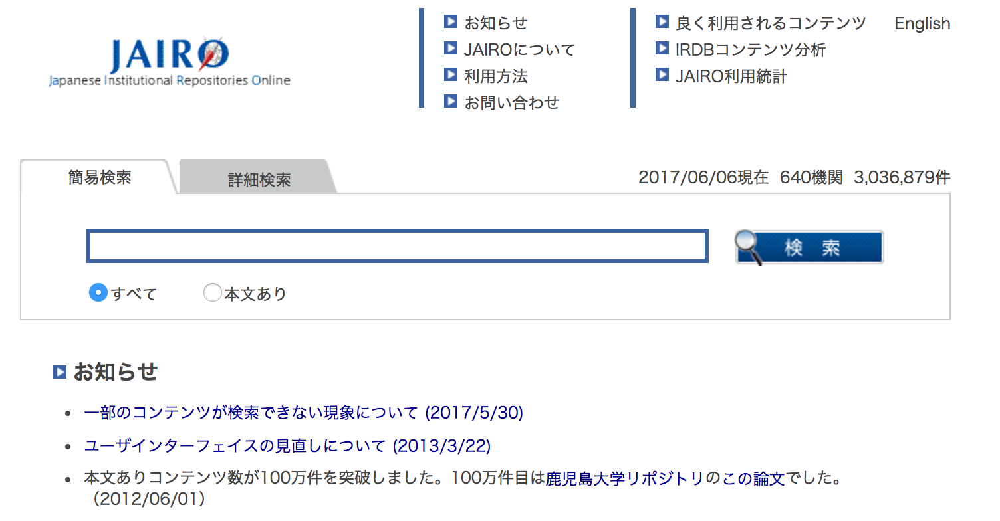 JAIRO
Japanese Institutional Repositories Online
お知らせ
JAIROについて
利用方法
お問い合わせ
良く利用されるコンテンツ
IRDBコンテンツ分析
JAIRO利用統計
English
簡易検索
詳細検索
2017/06/06現在 640機関 3,036,879件
検 索
すべて
本文あり
お知らせ
一部のコンテンツが検索できない現象について (2017/5/30)
ユーザインターフェイスの見直しについて (2013/3/22)
本文ありコンテンツ数が100万件を突破しました。100万件目は鹿児島大学リポジトリのこの論文でした。
（2012/06/01）